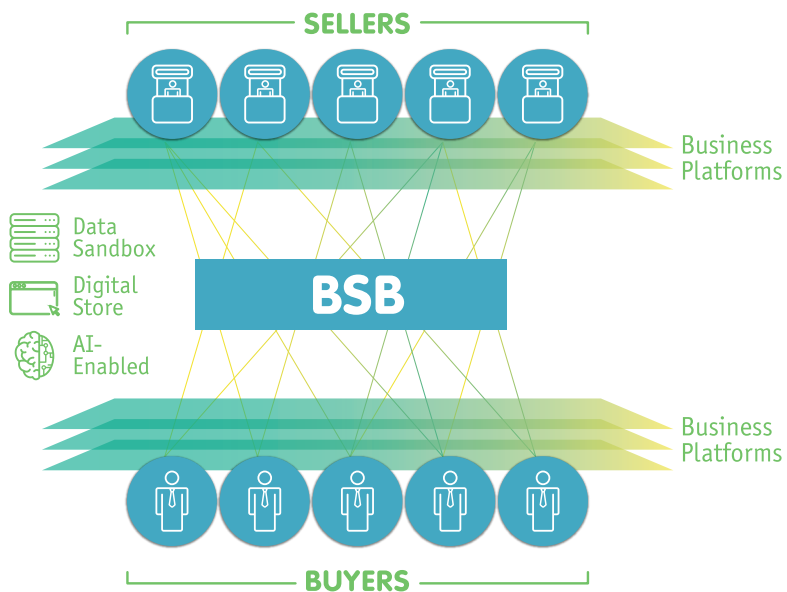 SELLERS
Business
Platforms
Data
Sandbox
Digital
Store
AI-
Enabled
BSB
Business
Platforms
BUYERS